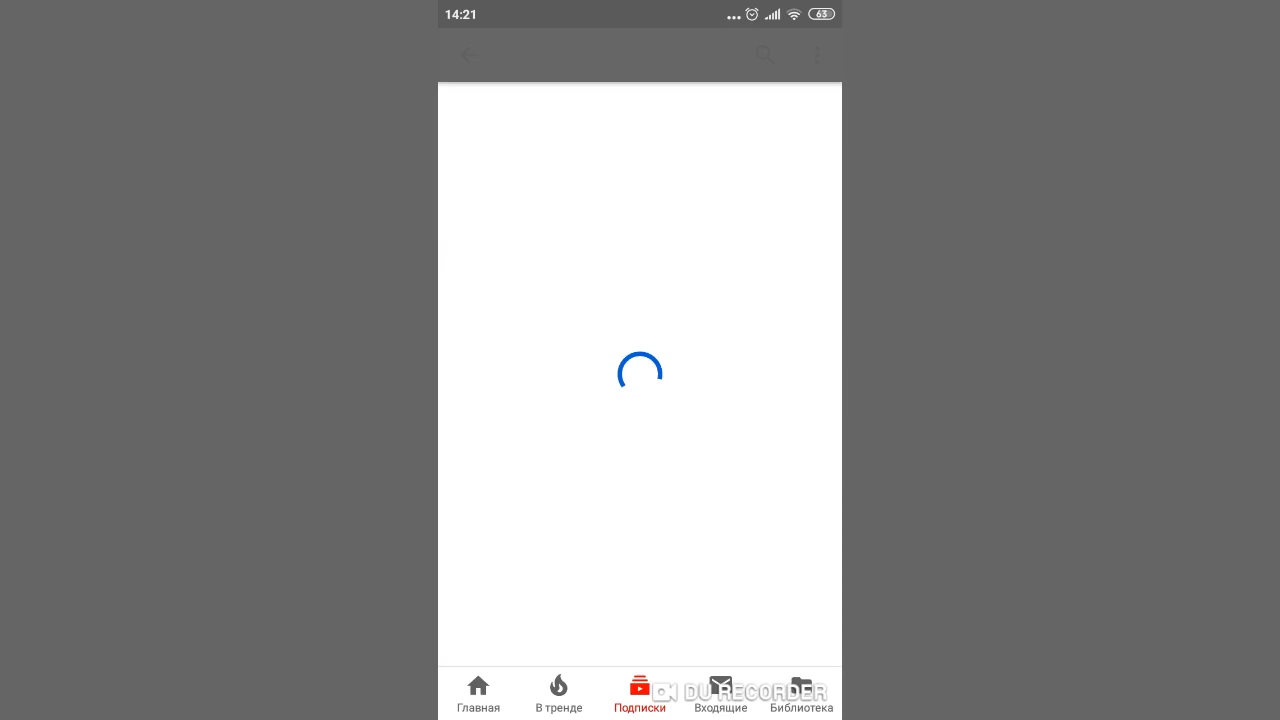 14:21
63
Главная
В тренде
Подписки
Входящие
Библиотека
DU RECORDER